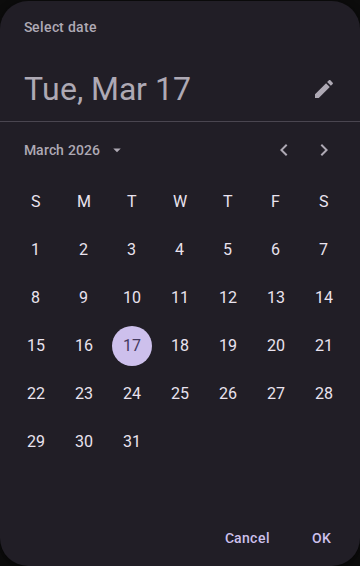 Select date
Tue, Mar 17
March 2026
S M T W T F S
1 2 3 4 5 6 7
8 9 10 11 12 13 14
15 16 17 18 19 20 21
22 23 24 25 26 27 28
29 30 31
Cancel OK